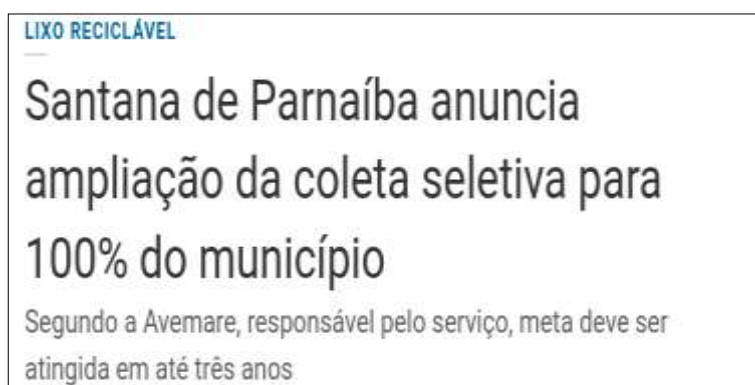 LIXO RECICLÁVEL
Santana de Parnaíba anuncia
ampliação da coleta seletiva para
100% do município
Segundo a Avemare, responsável pelo serviço, meta deve ser
atingida em até três anos